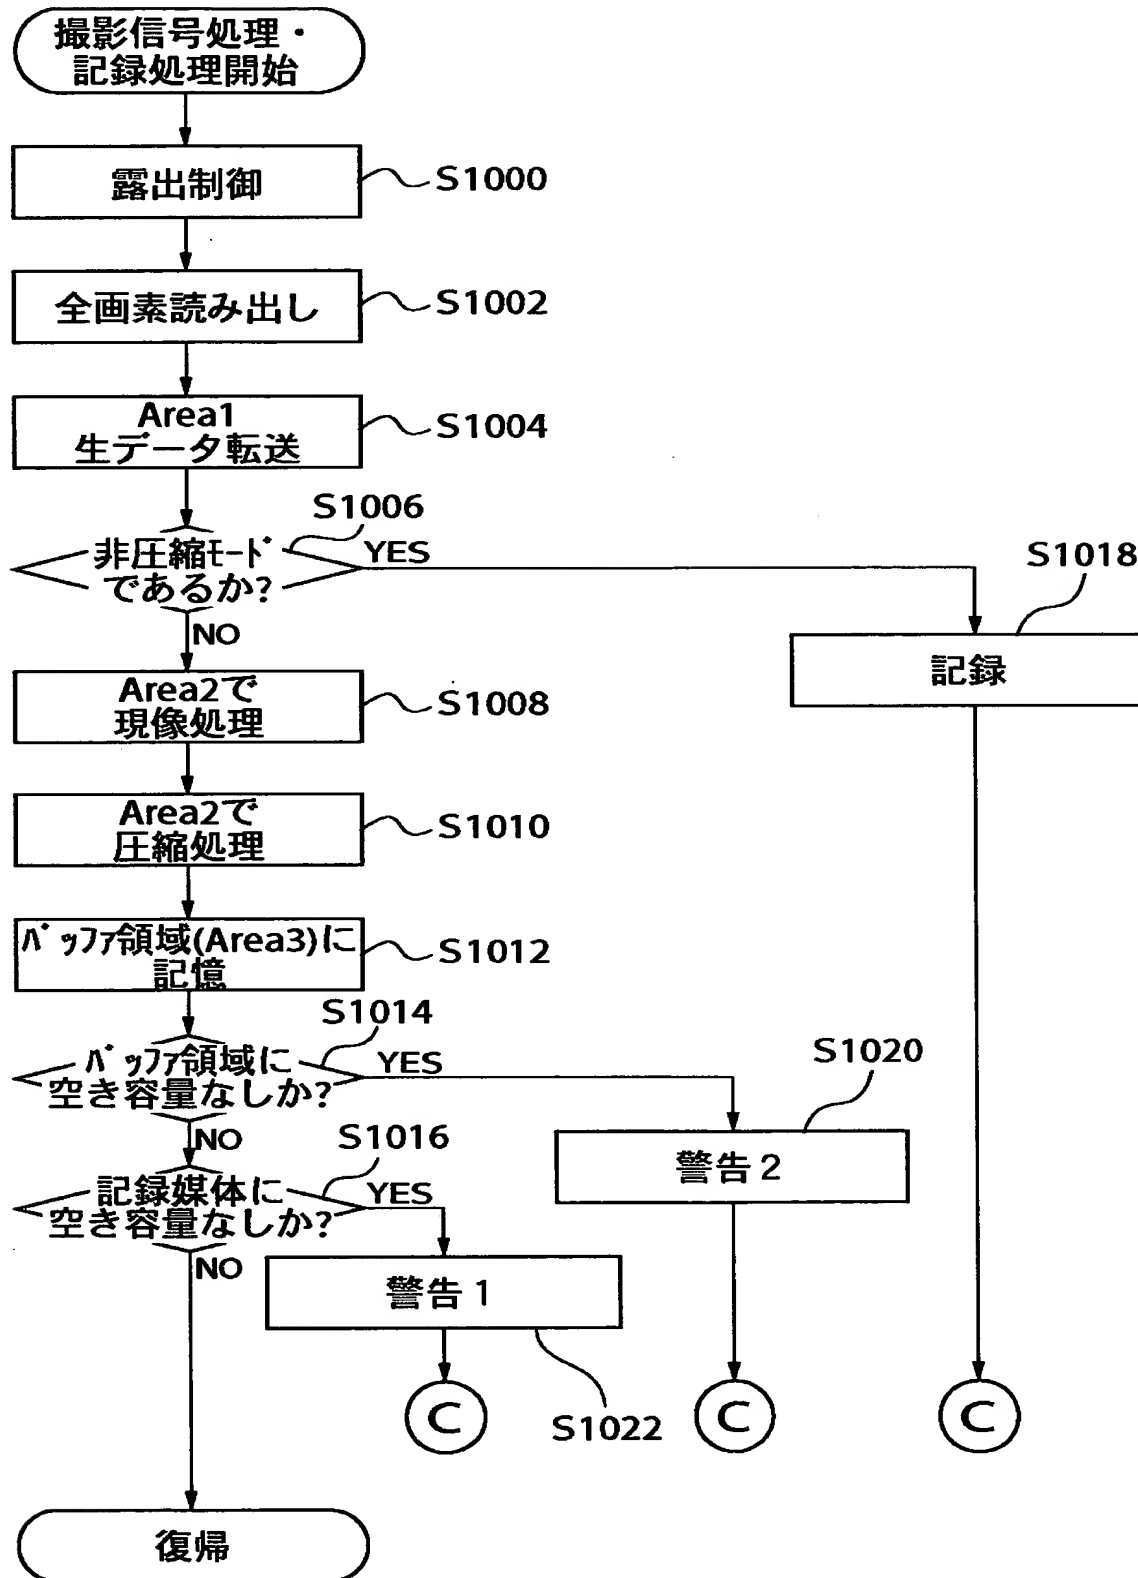 撮影信号処理・
記録処理開始
露出制御
S1000
全画素読み出し
S1002
Area1
生データ転送
S1004
S1006
非圧縮ﾓｰﾄﾞ
であるか?
YES
NO
S1018
記録
Area2で
現像処理
S1008
Area2で
圧縮処理
S1010
ﾊﾞｯﾌｧ領域(Area3)に
記憶
S1012
S1014
ﾊﾞｯﾌｧ領域に
空き容量なしか?
YES
NO
S1020
警告2
S1016
記録媒体に
空き容量なしか?
YES
NO
警告1
S1022
C
C
C
復帰